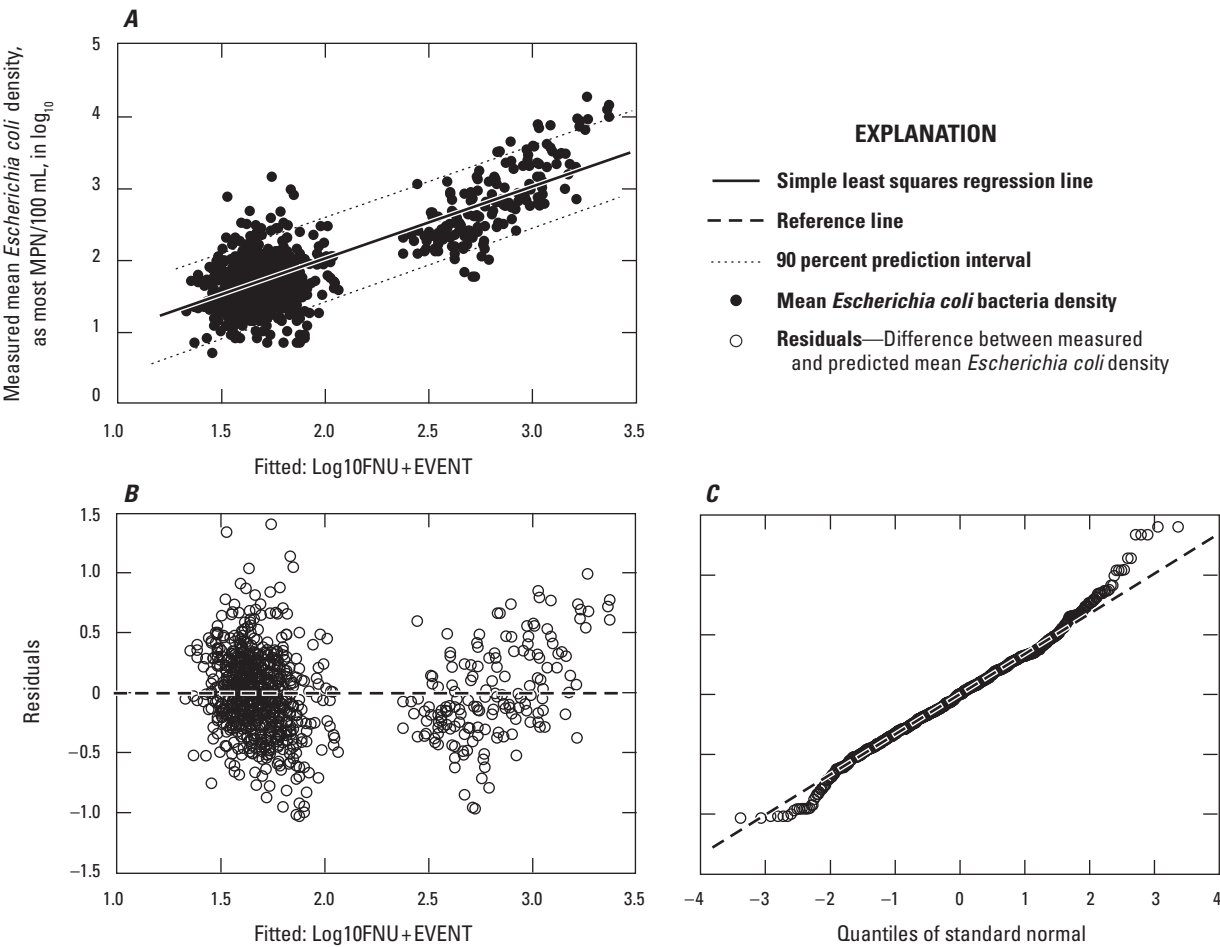 A
Measured mean Escherichia coli density,
as most MPN/100 mL, in log10
5
4
3
2
1
0
1.0 1.5 2.0 2.5 3.0 3.5
Fitted: Log10FNU+EVENT
EXPLANATION
Simple least squares regression line
Reference line
90 percent prediction interval
Mean Escherichia coli bacteria density
Residuals—Difference between measured
and predicted mean Escherichia coli density
B
Residuals
1.5
1.0
0.5
0
−0.5
−1.0
−1.5
1.0 1.5 2.0 2.5 3.0 3.5
Fitted: Log10FNU+EVENT
C
−4 −3 −2 −1 0 1 2 3 4
Quantiles of standard normal